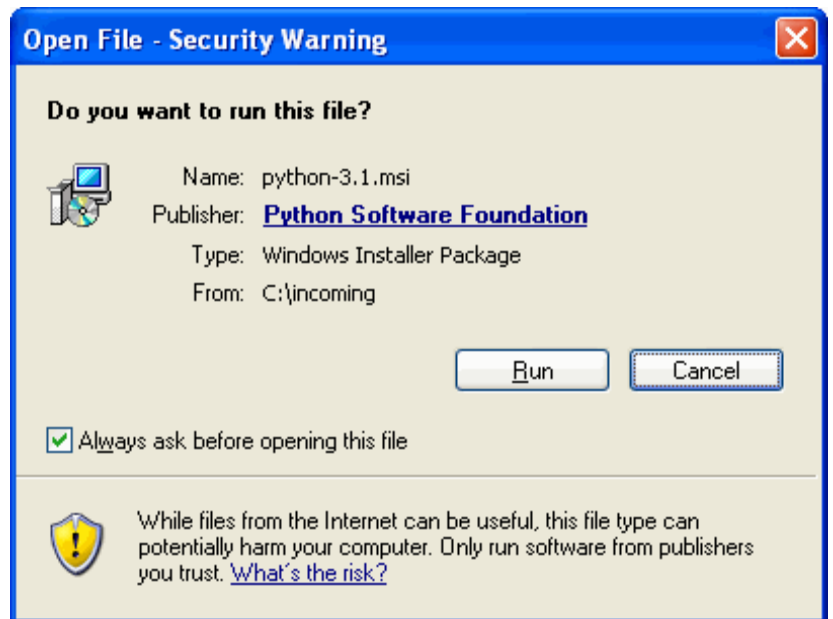 Open File - Security Warning
Do you want to run this file?
Name: python-3.1.msi
Publisher: Python Software Foundation
Type: Windows Installer Package
From: C:\incoming
Run Cancel
Always ask before opening this file
While files from the Internet can be useful, this file type can
potentially harm your computer. Only run software from publishers
you trust. What's the risk?